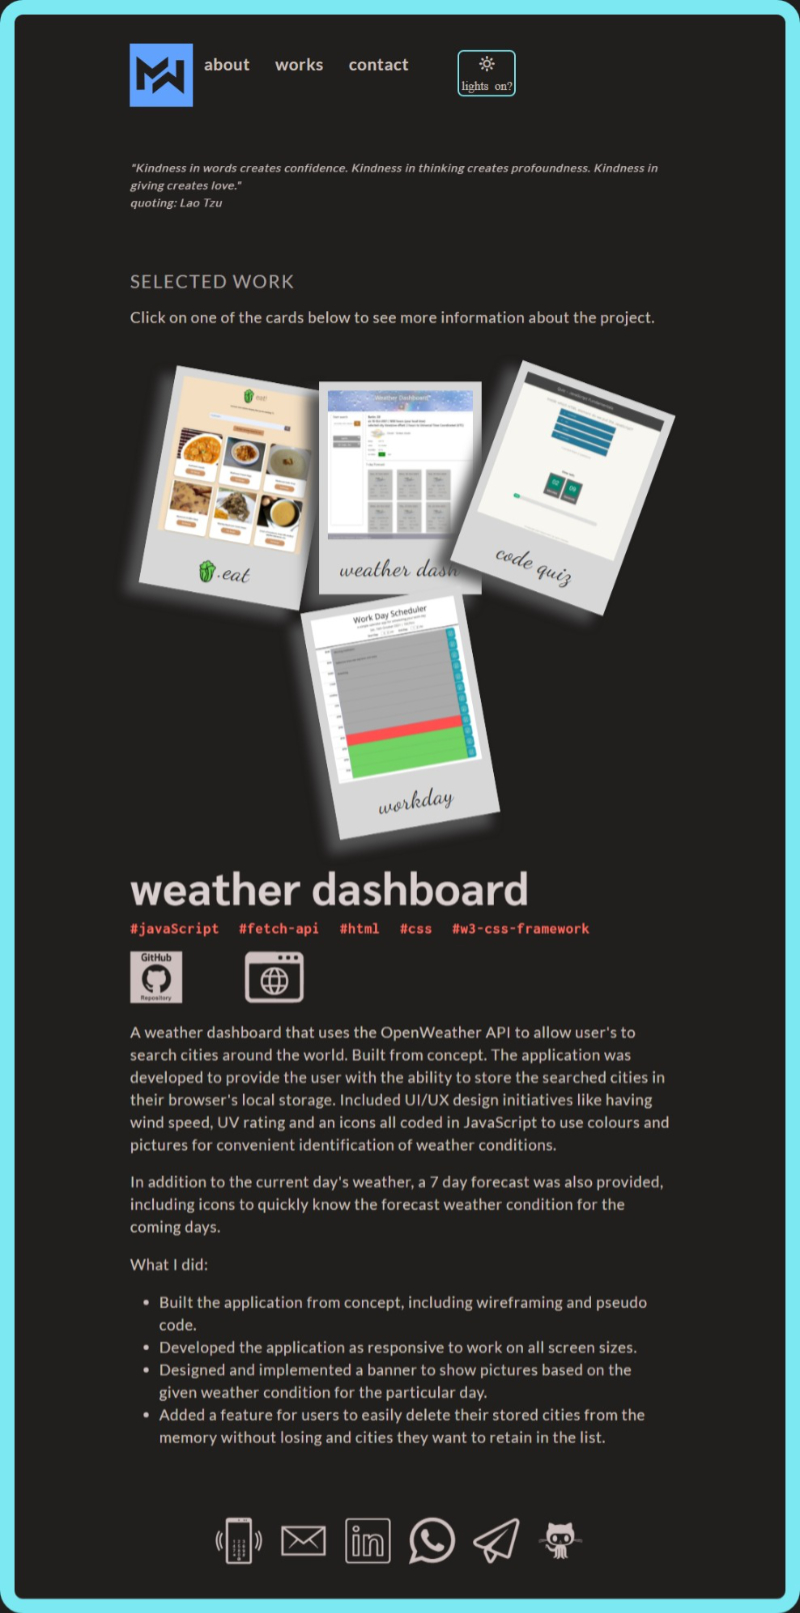 about works contact
lights on?
"Kindness in words creates confidence. Kindness in thinking creates profoundness. Kindness in
giving creates love."
quoting: Lao Tzu
SELECTED WORK
Click on one of the cards below to see more information about the project.
eat!
.eat
Weather Dashboard
weather dash
code quiz
Work Day Scheduler
workday
weather dashboard
#javaScript #fetch-api #html #css #w3-css-framework
GitHub
Repository
A weather dashboard that uses the OpenWeather API to allow user's to
search cities around the world. Built from concept. The application was
developed to provide the user with the ability to store the searched cities in
their browser's local storage. Included UI/UX design initiatives like having
wind speed, UV rating and an icons all coded in JavaScript to use colours and
pictures for convenient identification of weather conditions.
In addition to the current day's weather, a 7 day forecast was also provided,
including icons to quickly know the forecast weather condition for the
coming days.
What I did:
• Built the application from concept, including wireframing and pseudo
code.
• Developed the application as responsive to work on all screen sizes.
• Designed and implemented a banner to show pictures based on the
given weather condition for the particular day.
• Added a feature for users to easily delete their stored cities from the
memory without losing and cities they want to retain in the list.
in